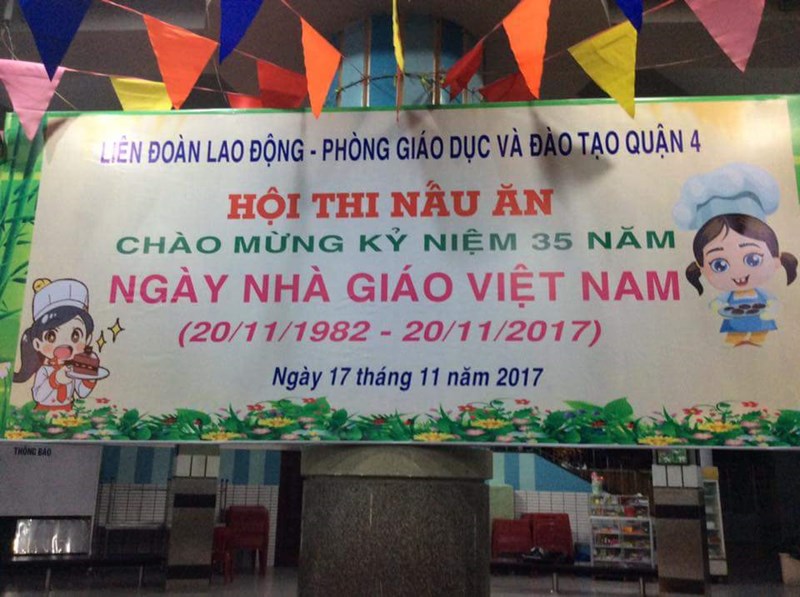 LIÊN ĐOÀN LAO ĐỘNG - PHÒNG GIÁO DỤC VÀ ĐÀO TẠO QUẬN 4
HỘI THI NẤU ĂN
CHÀO MỪNG KỶ NIỆM 35 NĂM
NGÀY NHÀ GIÁO VIỆT NAM
(20/11/1982 - 20/11/2017)
Ngày 17 tháng 11 năm 2017
THÔNG BÁO